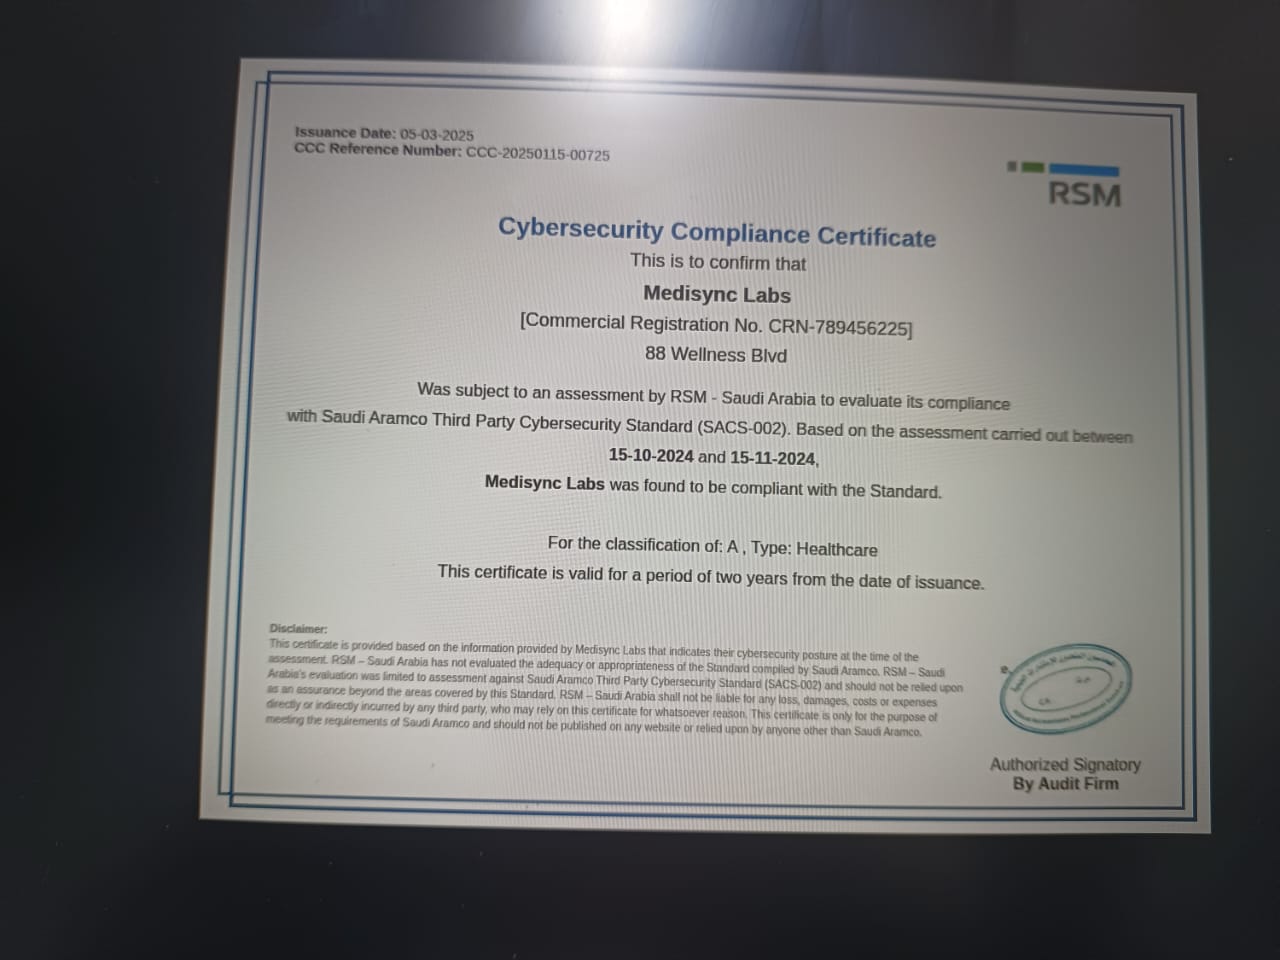 Issuance Date: 05-03-2025
CCC Reference Number: CCC-20250115-00725
RSM
Cybersecurity Compliance Certificate
This is to confirm that
Medisync Labs
[Commercial Registration No. CRN-789456225]
88 Wellness Blvd
Was subject to an assessment by RSM - Saudi Arabia to evaluate its compliance
with Saudi Aramco Third Party Cybersecurity Standard (SACS-002). Based on the assessment carried out between
15-10-2024 and 15-11-2024,
Medisync Labs was found to be compliant with the Standard.
For the classification of: A , Type: Healthcare
This certificate is valid for a period of two years from the date of issuance.
Disclaimer:
This certificate is provided based on the information provided by Medisync Labs that indicates their cybersecurity posture at the time of the
assessment. RSM – Saudi Arabia has not evaluated the adequacy or appropriateness of the Standard compiled by Saudi Aramco. RSM – Saudi
Arabia's evaluation was limited to assessment against Saudi Aramco Third Party Cybersecurity Standard (SACS-002) and should not be relied upon
as an assurance beyond the areas covered by this Standard. RSM – Saudi Arabia shall not be liable for any loss, damages, costs or expenses
directly or indirectly incurred by any third party, who may rely on this certificate for whatsoever reason. This certificate is only for the purpose of
meeting the requirements of Saudi Aramco and should not be published on any website or relied upon by anyone other than Saudi Aramco.
Authorized Signatory
By Audit Firm